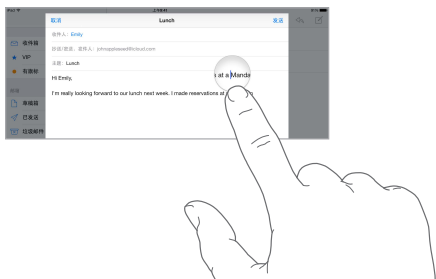 取消
Lunch
发送
收件人: Emily
抄送/密送, 发件人: johnappleseed@icloud.com
主题: Lunch
收件箱
VIP
有旗标
草稿箱
已发送
垃圾邮件
Hi Emily,
at a Manda
I'm really looking forward to our lunch next week. I made reservations at